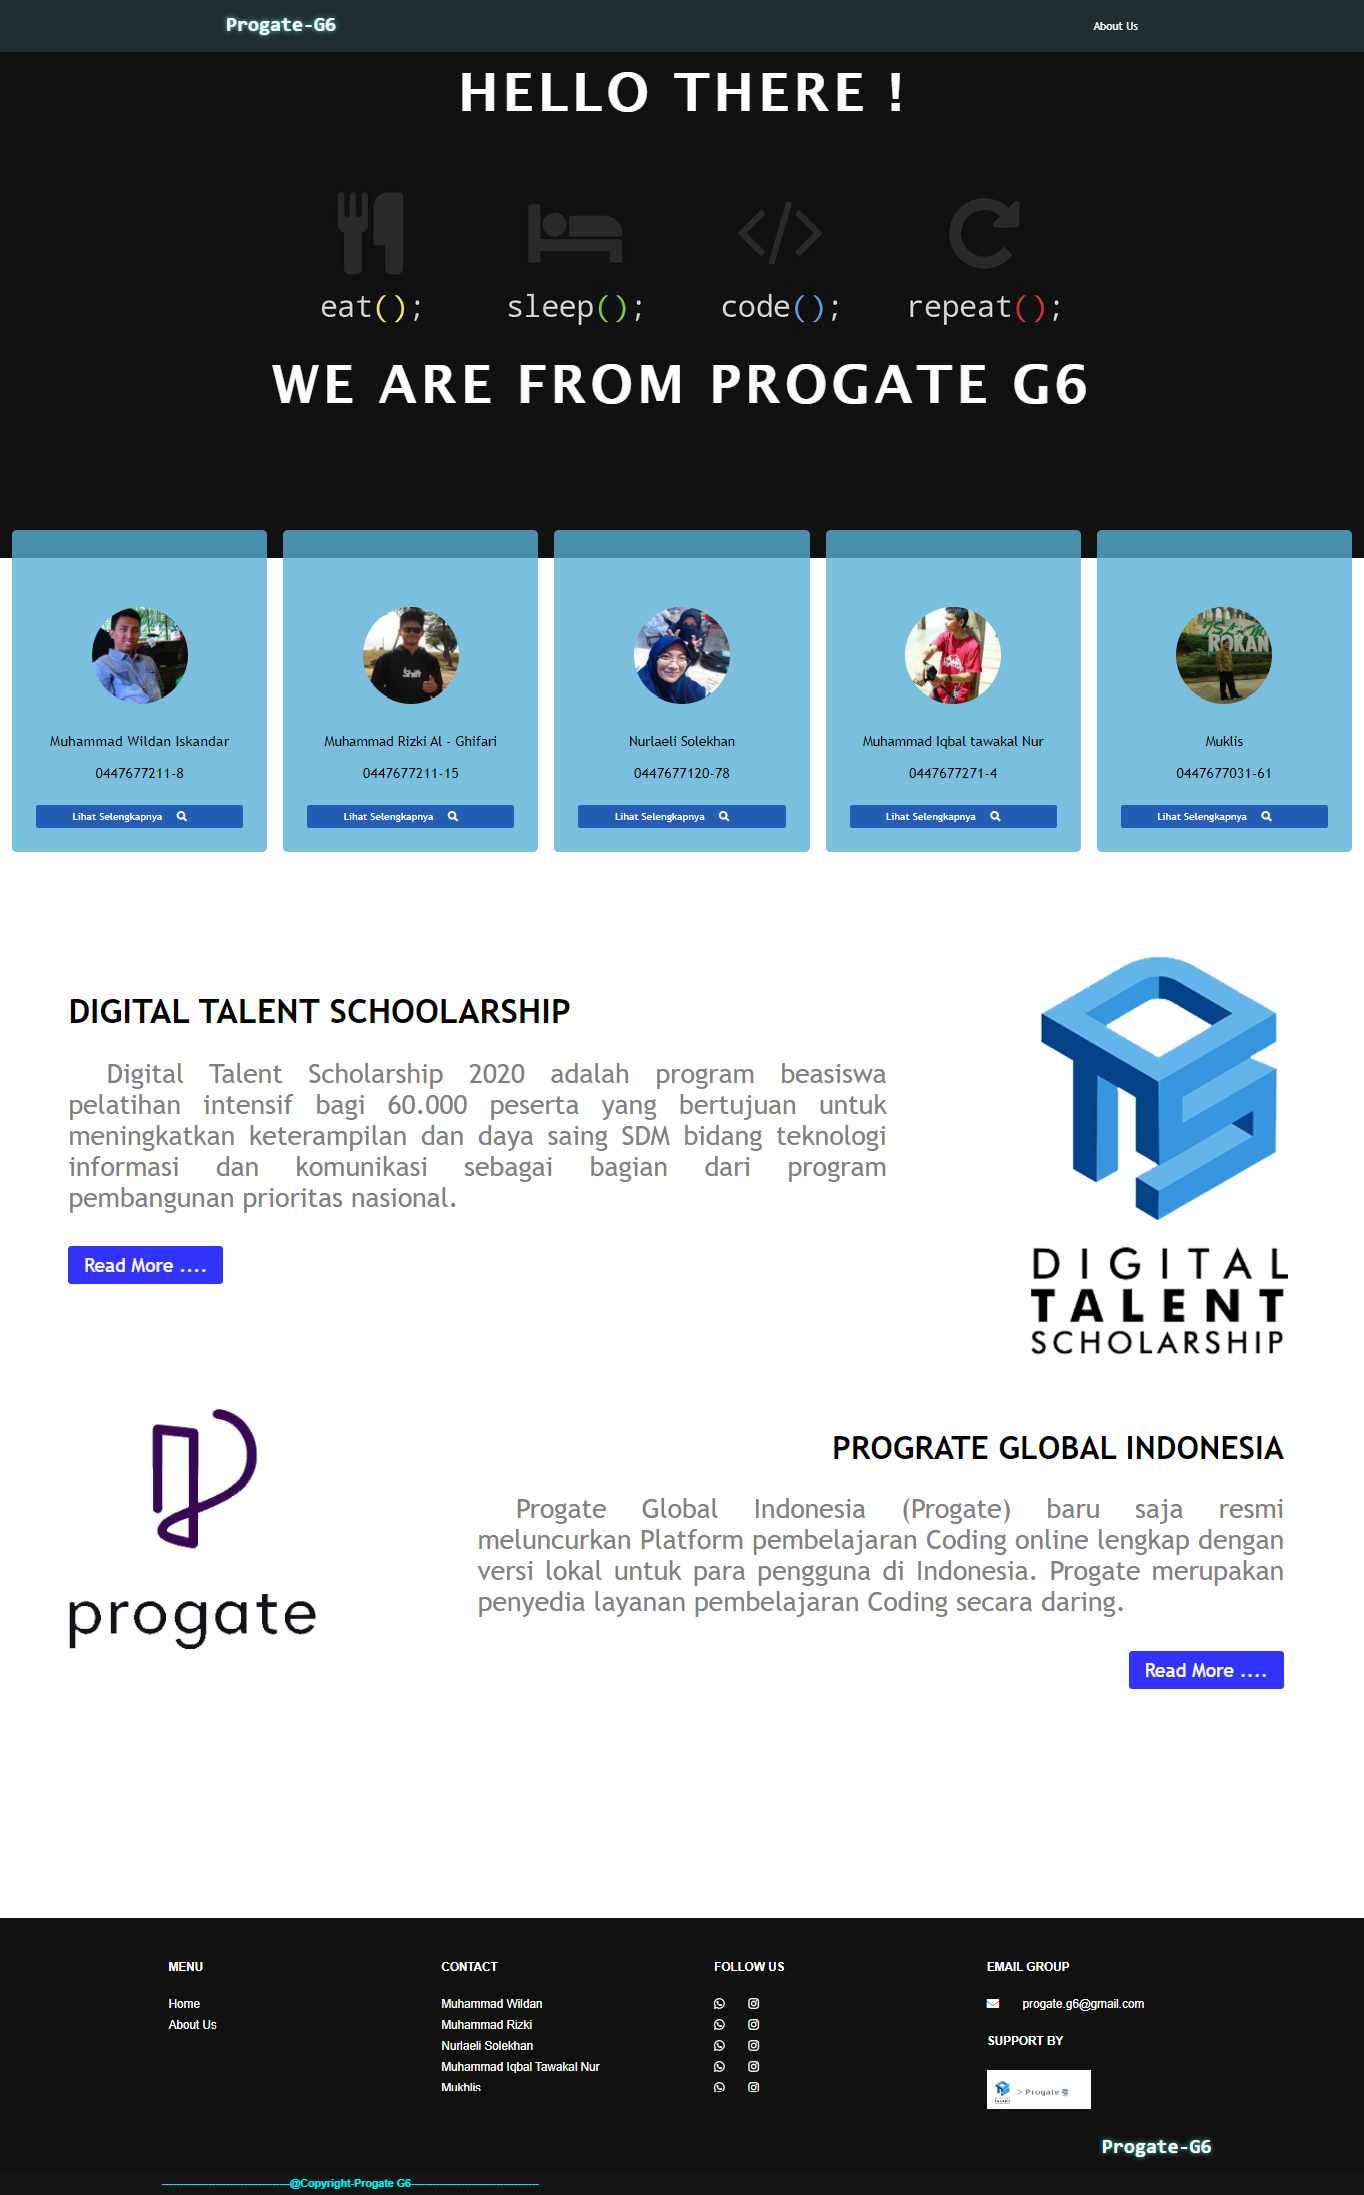 Progate-G6
About Us
HELLO THERE !
eat(); sleep(); code(); repeat();
WE ARE FROM PROGATE G6
Shift
ROKAN
Muhammad Wildan Iskandar
0447677211-8
Lihat Selengkapnya
Muhammad Rizki Al - Ghifari
0447677211-15
Lihat Selengkapnya
Nurlaeli Solekhan
0447677120-78
Lihat Selengkapnya
Muhammad Iqbal tawakal Nur
0447677271-4
Lihat Selengkapnya
Muklis
0447677031-61
Lihat Selengkapnya
DIGITAL TALENT SCHOOLARSHIP
Digital Talent Scholarship 2020 adalah program beasiswa
pelatihan intensif bagi 60.000 peserta yang bertujuan untuk
meningkatkan keterampilan dan daya saing SDM bidang teknologi
informasi dan komunikasi sebagai bagian dari program
pembangunan prioritas nasional.
Read More ....
DIGITAL
TALENT
SCHOLARSHIP
progate
PROGRATE GLOBAL INDONESIA
Progate Global Indonesia (Progate) baru saja resmi
meluncurkan Platform pembelajaran Coding online lengkap dengan
versi lokal untuk para pengguna di Indonesia. Progate merupakan
penyedia layanan pembelajaran Coding secara daring.
Read More ....
MENU
Home
About Us
CONTACT
Muhammad Wildan
Muhammad Rizki
Nurlaeli Solekhan
Muhammad Iqbal Tawakal Nur
Mukhlis
FOLLOW US
EMAIL GROUP
progate.g6@gmail.com
SUPPORT BY
> Progate
Progate-G6
------------------------------------@Copyright-Progate G6------------------------------------